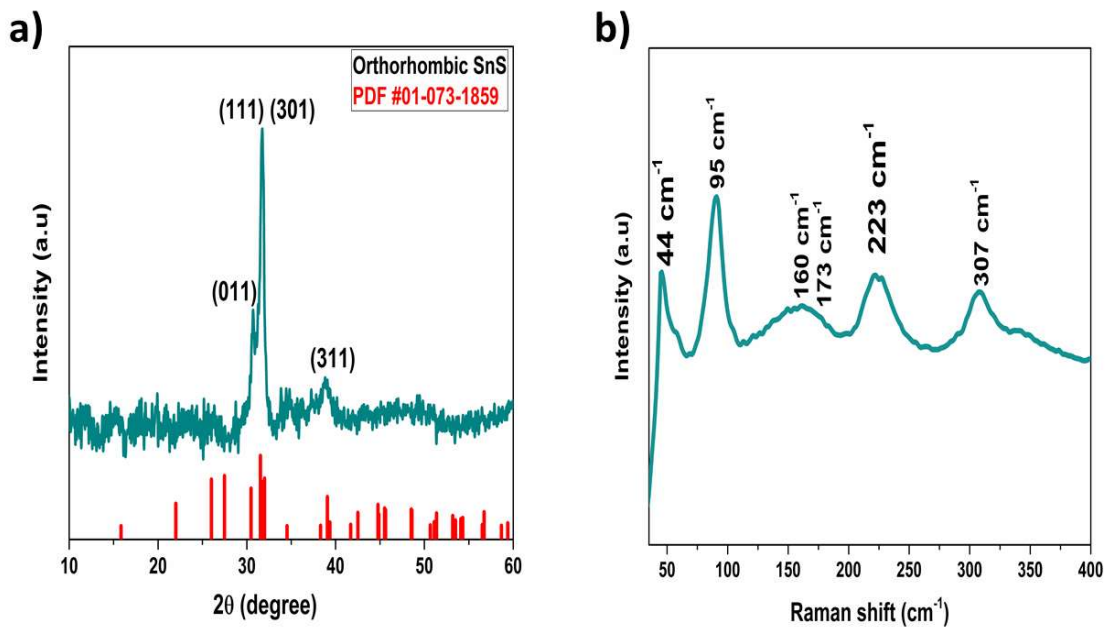 a)
Orthorhombic SnS
PDF #01-073-1859
(111) (301)
(011)
(311)
Intensity (a.u)
10 20 30 40 50 60
2θ (degree)
b)
44 cm⁻¹
95 cm⁻¹
160 cm⁻¹
173 cm⁻¹
223 cm⁻¹
307 cm⁻¹
Intensity (a.u)
50 100 150 200 250 300 350 400
Raman shift (cm⁻¹)